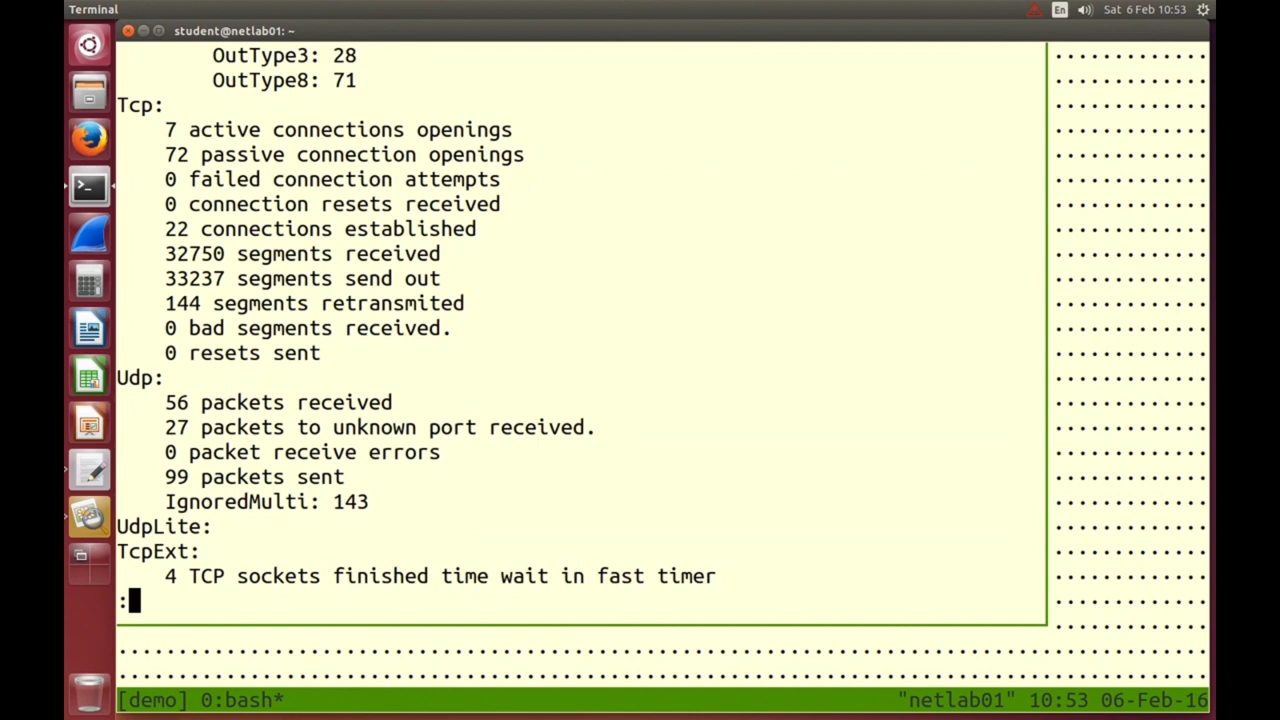 Terminal
En
Sat 6 Feb 10:53
student@netlab01: ~
OutType3: 28
OutType8: 71
Tcp:
7 active connections openings
72 passive connection openings
0 failed connection attempts
0 connection resets received
22 connections established
32750 segments received
33237 segments send out
144 segments retransmited
0 bad segments received.
0 resets sent
Udp:
56 packets received
27 packets to unknown port received.
0 packet receive errors
99 packets sent
IgnoredMulti: 143
UdpLite:
TcpExt:
4 TCP sockets finished time wait in fast timer
:
[demo] 0:bash*
"netlab01" 10:53 06-Feb-16